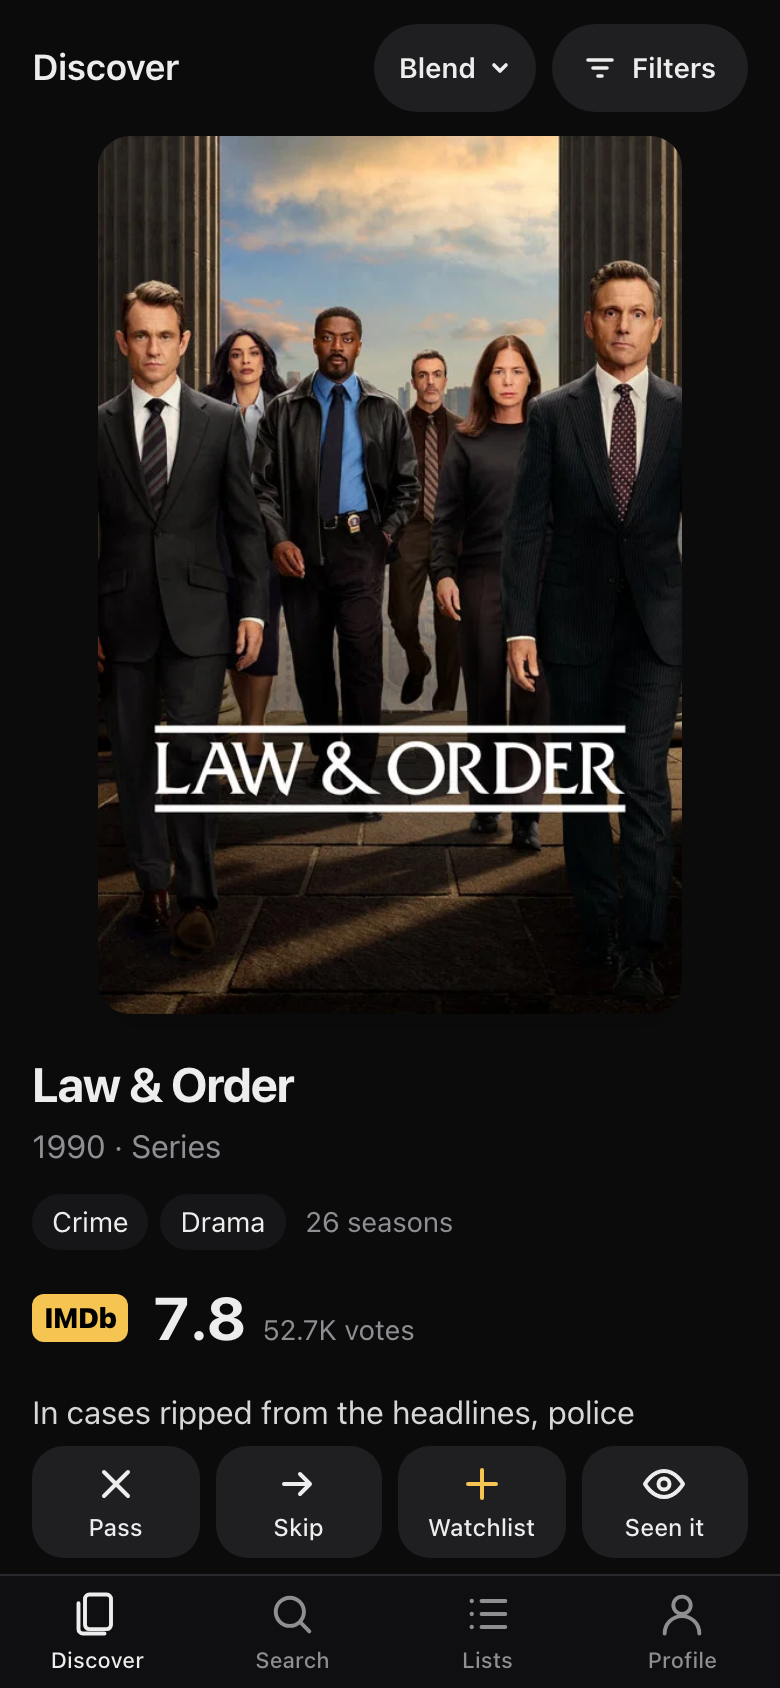 Discover
Blend
Filters
LAW & ORDER
Law & Order
1990 · Series
Crime
Drama
26 seasons
IMDb
7.8
52.7K votes
In cases ripped from the headlines, police
Pass
Skip
Watchlist
Seen it
Discover
Search
Lists
Profile